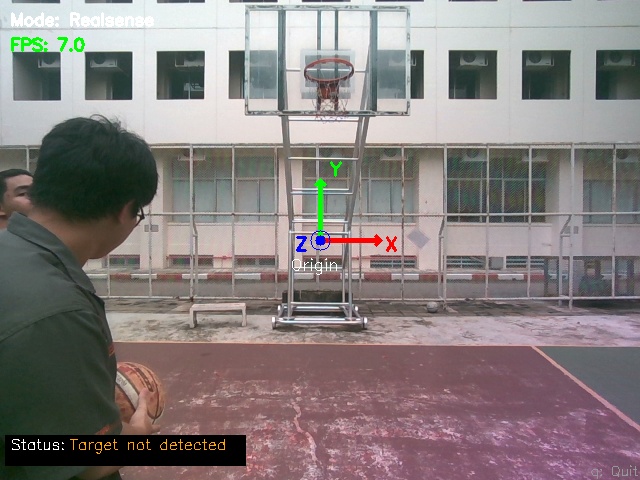 Mode: Realsense
FPS: 7.0
Y
Z
X
Origin
Status: Target not detected
q: Quit